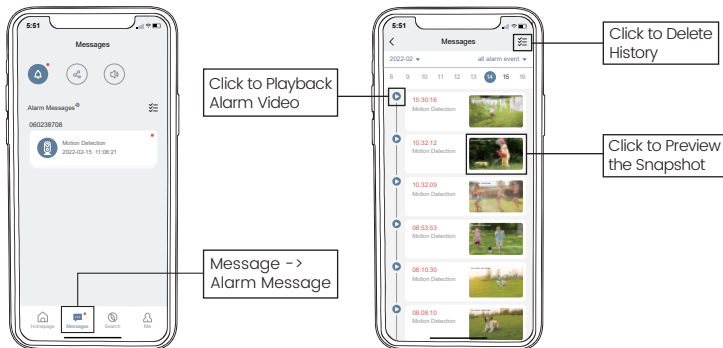 5:51
Messages
Alarm Messages
060238708
Motion Detection
2022-02-15 11:06:21
Homepage
Messages
Search
Me
Click to Playback
Alarm Video
Message ->
Alarm Message
5:51
Messages
2022-02
all alarm event
8 9 10 11 12 13 14 15 16
15:30:16
Motion Detection
10:32:12
Motion Detection
10:32:09
Motion Detection
08:53:53
Motion Detection
08:10:30
Motion Detection
08:08:10
Motion Detection
Click to Delete
History
Click to Preview
the Snapshot